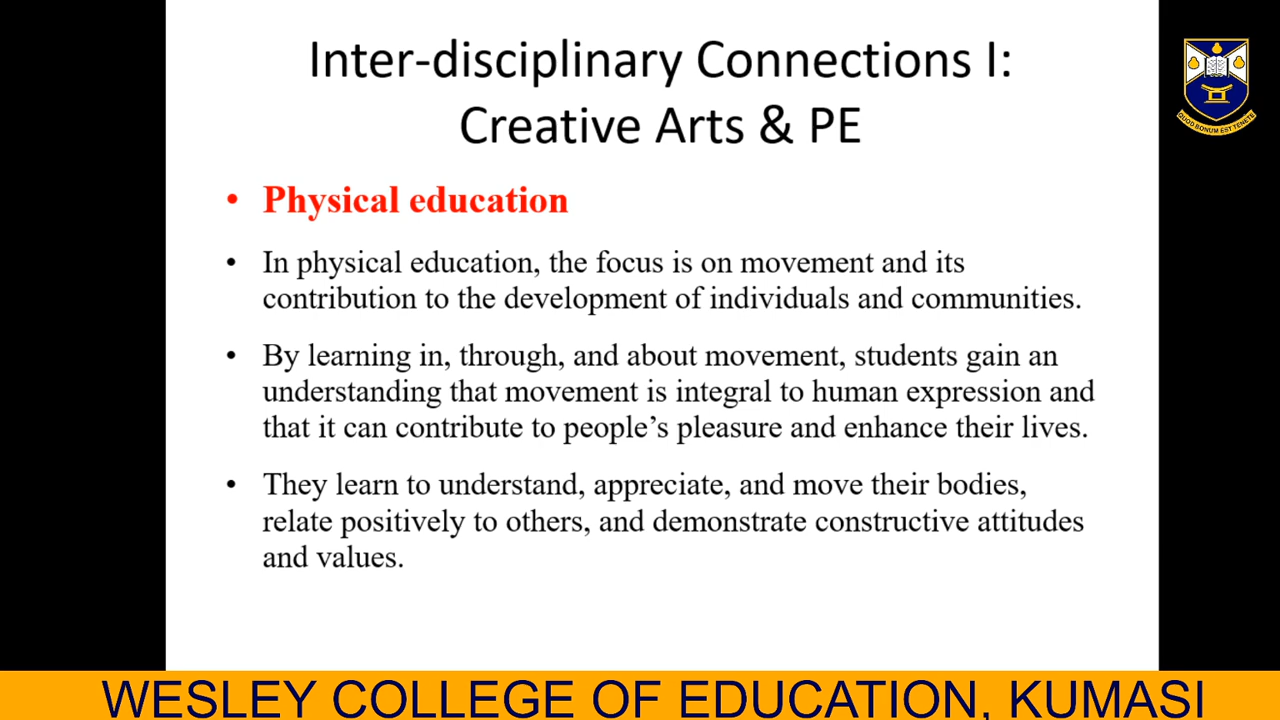 Inter-disciplinary Connections I:
Creative Arts & PE
• Physical education
• In physical education, the focus is on movement and its
contribution to the development of individuals and communities.
• By learning in, through, and about movement, students gain an
understanding that movement is integral to human expression and
that it can contribute to people’s pleasure and enhance their lives.
• They learn to understand, appreciate, and move their bodies,
relate positively to others, and demonstrate constructive attitudes
and values.
QUOD BONUM EST TENETE
WESLEY COLLEGE OF EDUCATION, KUMASI